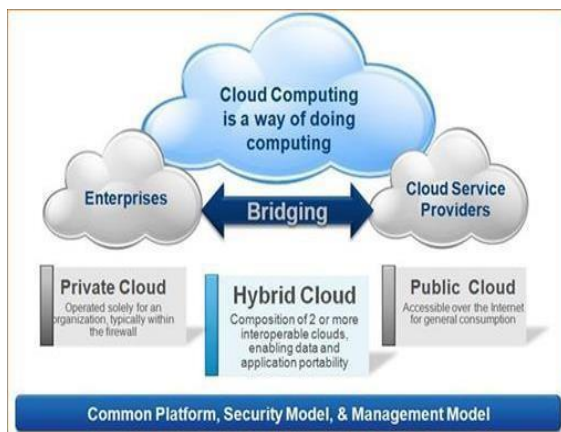 Cloud Computing
is a way of doing
computing
Enterprises
Bridging
Cloud Service
Providers
Private Cloud
Operated solely for an
organization, typically within
the firewall
Hybrid Cloud
Composition of 2 or more
interoperable clouds,
enabling data and
application portability
Public Cloud
Accessible over the Internet
for general consumption
Common Platform, Security Model, & Management Model